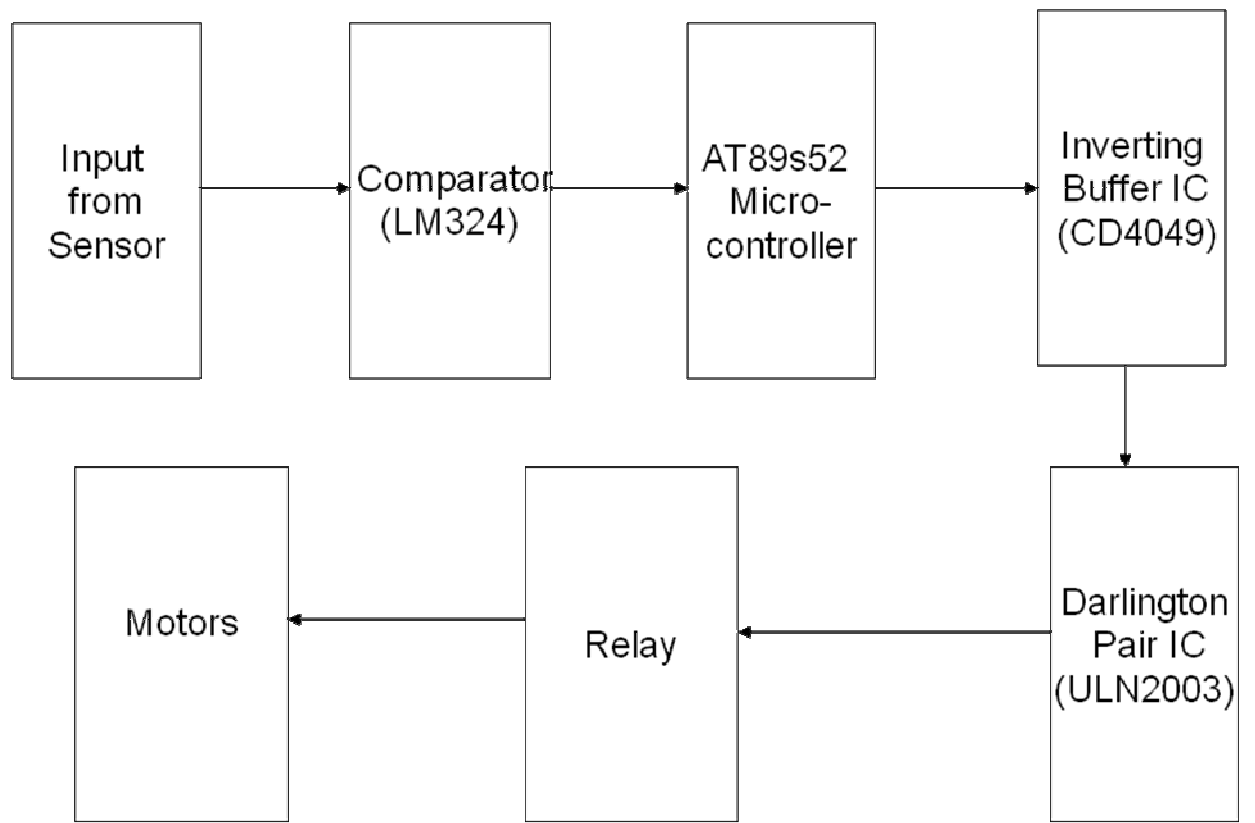 Input
from
Sensor
Comparator
(LM324)
AT89s52
Micro-
controller
Inverting
Buffer IC
(CD4049)
Darlington
Pair IC
(ULN2003)
Relay
Motors